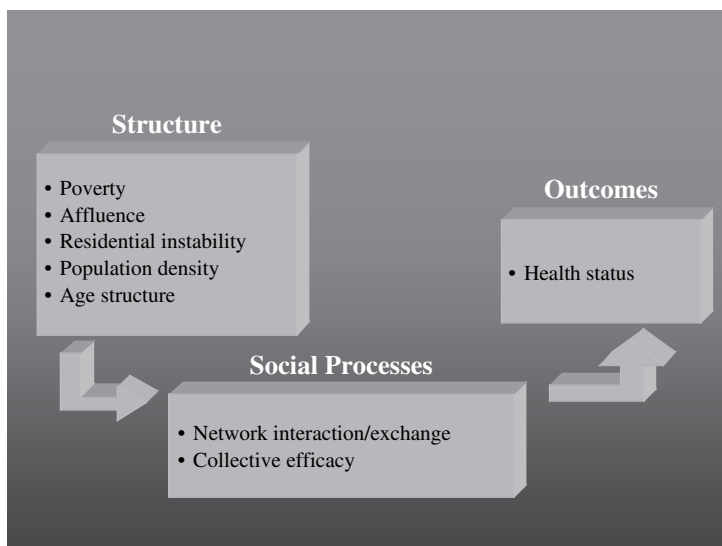 Structure
• Poverty
• Affluence
• Residential instability
• Population density
• Age structure
Outcomes
• Health status
Social Processes
• Network interaction/exchange
• Collective efficacy